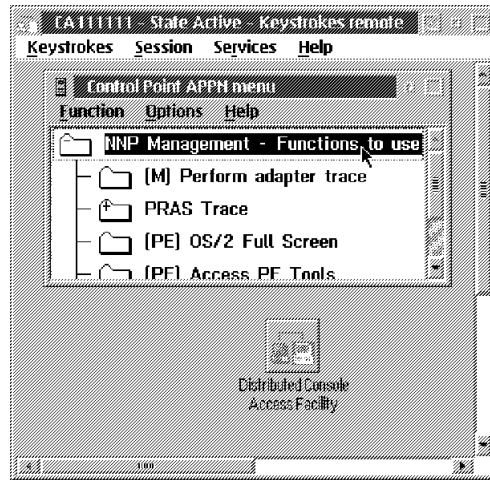 CA111111 - State Active - Keystrokes remote
Keystrokes Session Services Help
Control Point APPN menu
Function Options Help
NNP Management - Functions to use
(M) Perform adapter trace
PRAS Trace
(PE) OS/2 Full Screen
(PE) Access PE Tools
Distributed Console
Access Facility